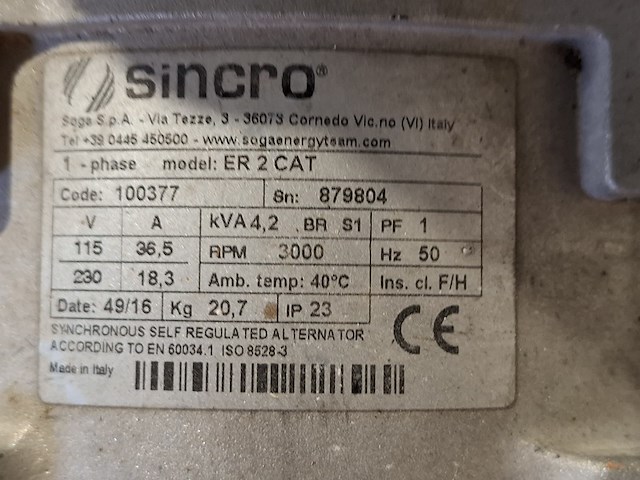 sincro®
Soga S.p.A. - Via Tezze, 3 - 36073 Cornedo Vic.no (VI) Italy
Tel +39 0445 450500 - www.sogaenergyteam.com
1 - phase model: ER 2 CAT
Code: 100377 Sn: 879804
V A kVA 4,2 BR S1 PF 1
115 36,5 RPM 3000 Hz 50
230 18,3 Amb. temp: 40°C Ins. cl. F/H
Date: 49/16 Kg 20,7 IP 23
SYNCHRONOUS SELF REGULATED ALTERNATOR
ACCORDING TO EN 60034.1 ISO 8528-3
CE
Made in Italy